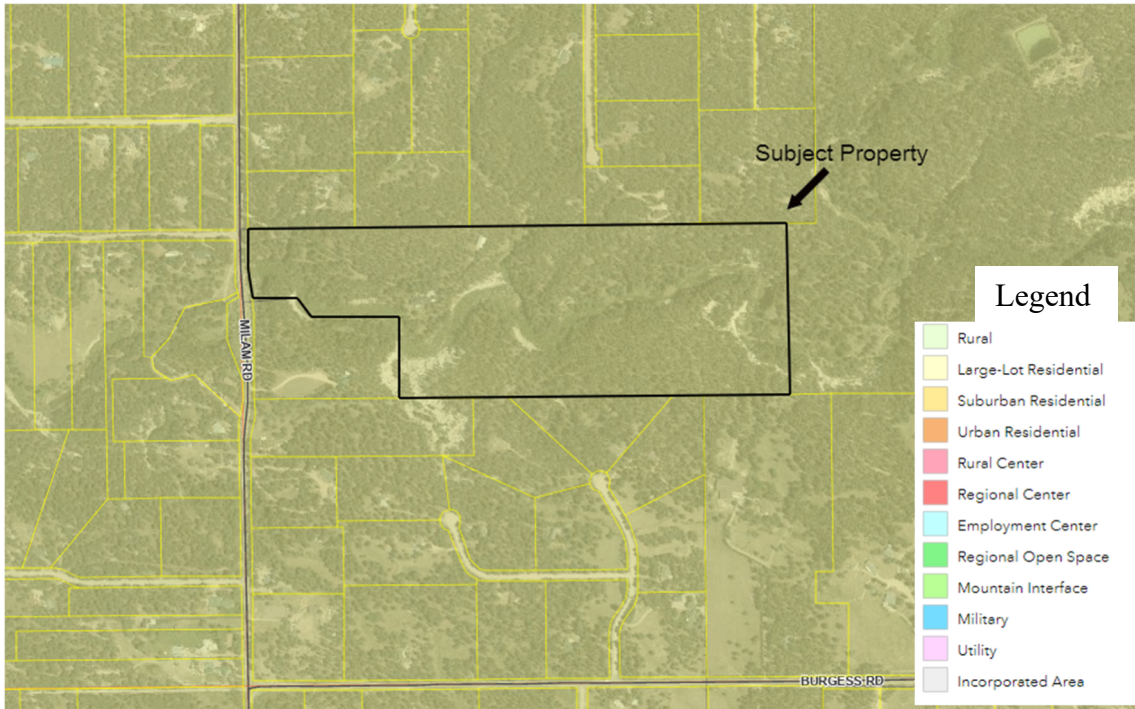 Subject Property
MILAM RD
Legend
Rural
Large-Lot Residential
Suburban Residential
Urban Residential
Rural Center
Regional Center
Employment Center
Regional Open Space
Mountain Interface
Military
Utility
Incorporated Area
BURGESS RD